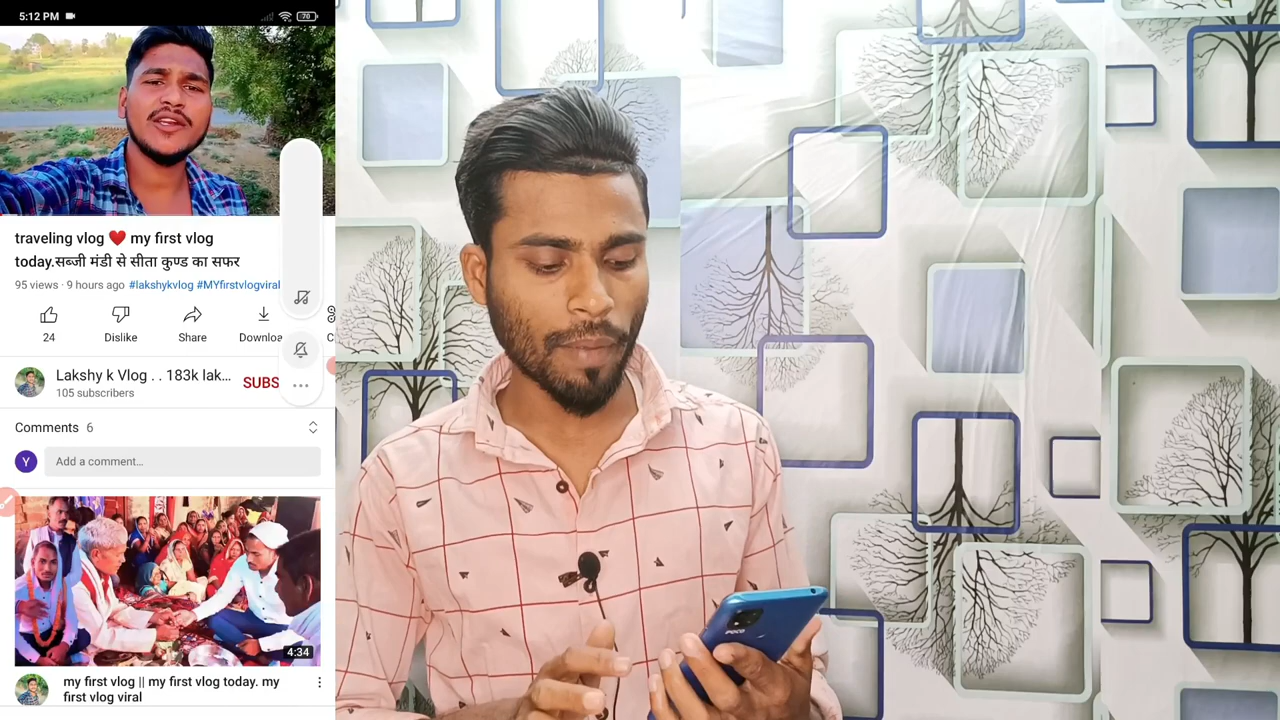 5:12 PM
70
traveling vlog ❤️ my first vlog
today.सब्जी मंडी से सीता कुण्ड का सफर
95 views · 9 hours ago #lakshykvlog #MYfirstvlogviral
24
Dislike
Share
Downloa
C
Lakshy k Vlog . . 183k lak...
SUBS
105 subscribers
Comments 6
Y
Add a comment...
4:34
my first vlog || my first vlog today. my
first vlog viral
POCO